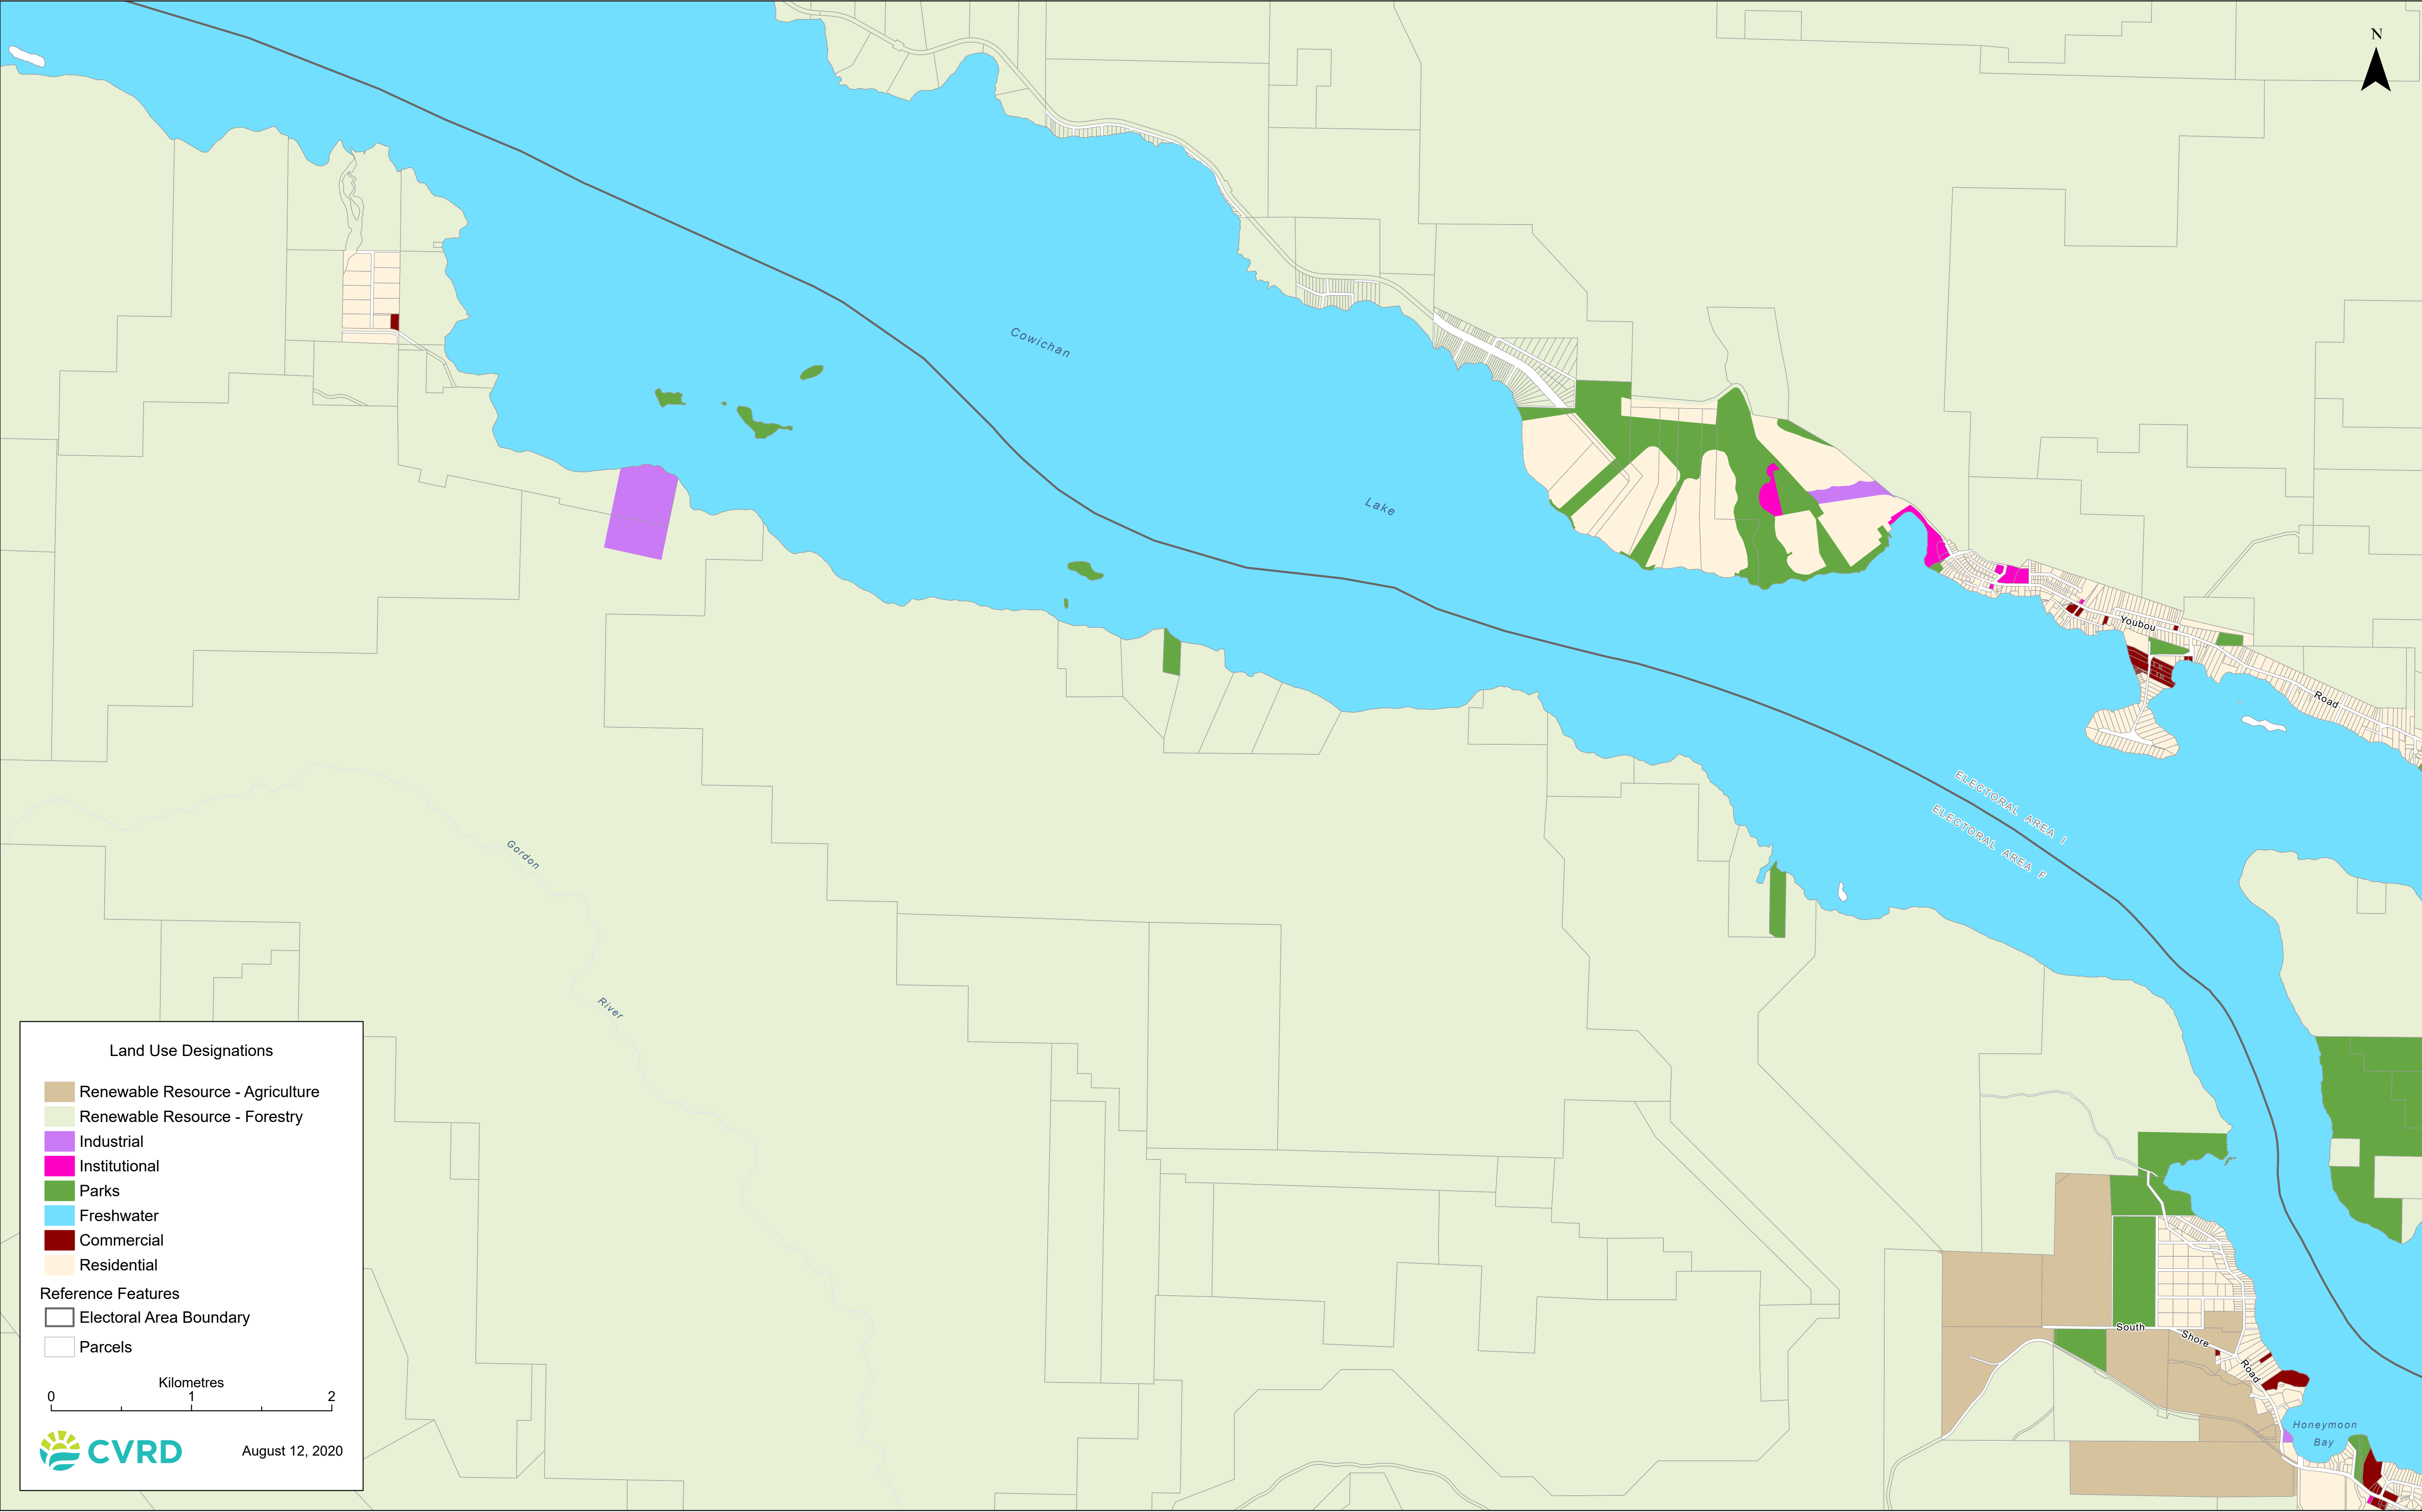 N
Cowichan
Lake
Youbou
Road
ELECTORAL AREA I
ELECTORAL AREA F
Gordon
River
South
Shore
Road
Honeymoon
Bay
Land Use Designations
Renewable Resource - Agriculture
Renewable Resource - Forestry
Industrial
Institutional
Parks
Freshwater
Commercial
Residential
Reference Features
Electoral Area Boundary
Parcels
Kilometres
0 1 2
CVRD
August 12, 2020